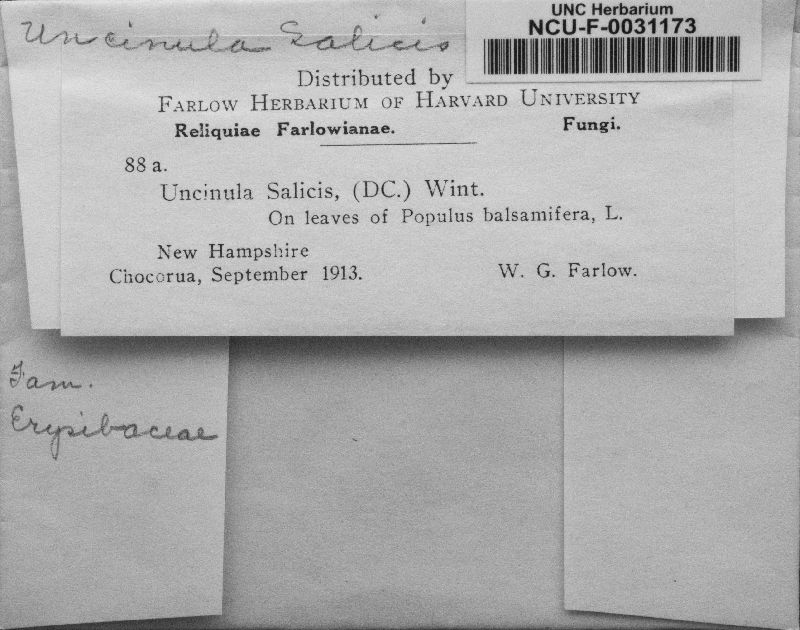 Uncinula Salicis
UNC Herbarium
NCU-F-0031173
Distributed by
Farlow Herbarium of Harvard University
Reliquiae Farlowianae. Fungi.
88 a.
Uncinula Salicis, (DC.) Wint.
On leaves of Populus balsamifera, L.
New Hampshire
Chocorua, September 1913. W. G. Farlow.
Fam.
Erysibaceae